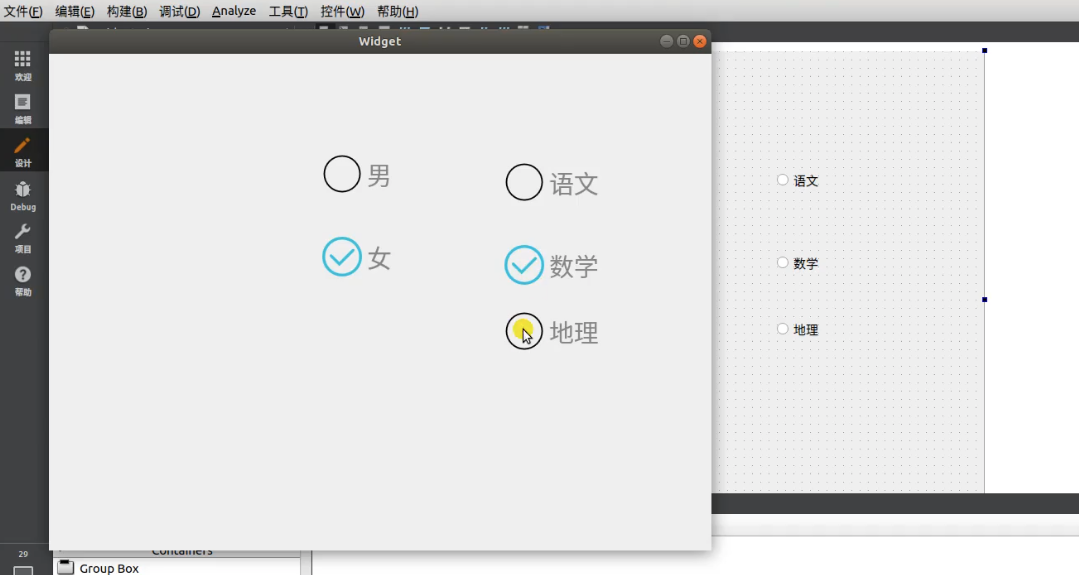 文件(F) 编辑(E) 构建(B) 调试(D) Analyze 工具(T) 控件(W) 帮助(H)
Widget
欢迎
编辑
设计
Debug
项目
帮助
男
女
语文
数学
地理
语文
数学
地理
29
Containers
Group Box